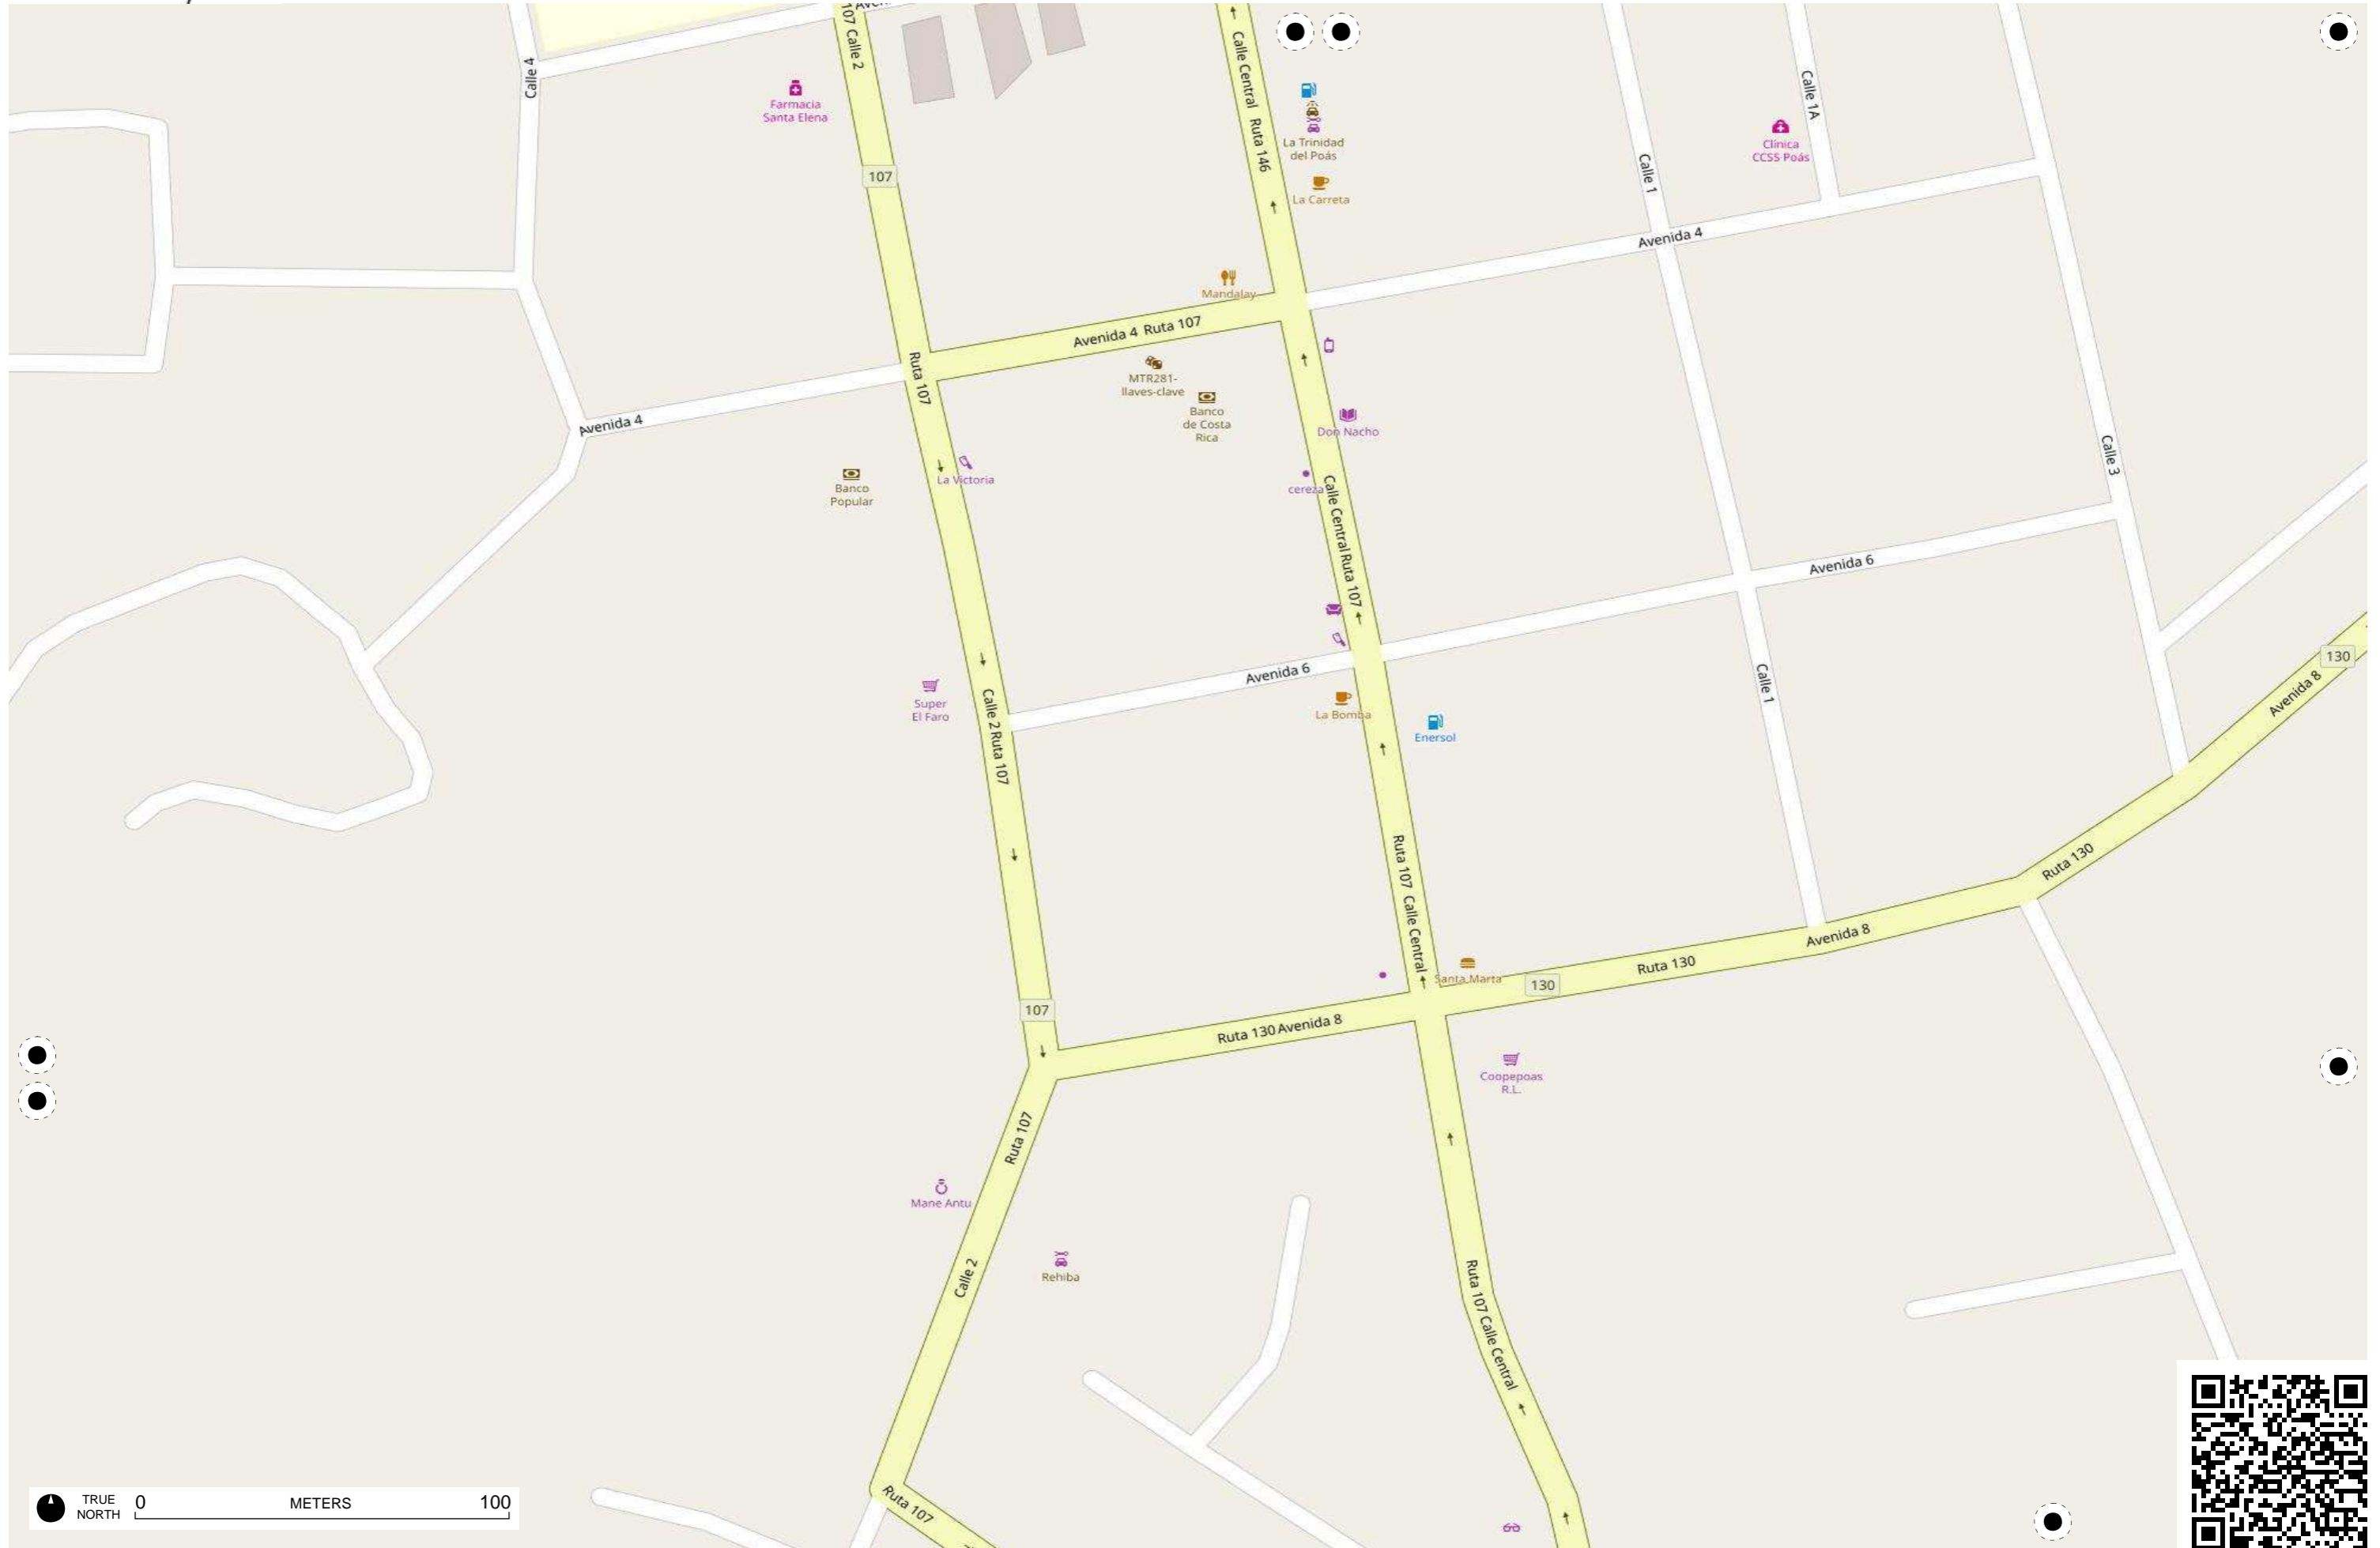 107 Calle 2
Calle 4
Farmacia
Santa Elena
107
Calle Central
Ruta 146
La Trinidad
del Poás
La Carreta
Calle 1
Calle 1A
Clínica
CCSS Poás
Avenida 4
Mandalay
Avenida 4 Ruta 107
Ruta 107
MTR281-
llaves-clave
Banco
de Costa
Rica
Don Nacho
Avenida 4
Banco
Popular
La Victoria
cereza
Calle Central Ruta 107
Calle 3
Avenida 6
Avenida 6
Calle 1
130
Avenida 8
Super
El Faro
Calle 2 Ruta 107
La Bomba
Enersol
Ruta 107 Calle Central
Ruta 130
Avenida 8
Ruta 130
Santa Marta
130
107
Ruta 130 Avenida 8
Coopepoas
R.L.
Ruta 107
Mane Antu
Calle 2
Rehiba
Ruta 107 Calle Central
Ruta 107
TRUE
NORTH
0 METERS 100